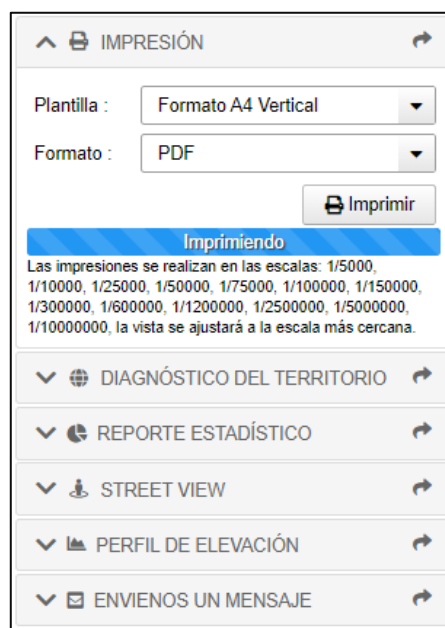 IMPRESIÓN
Plantilla : Formato A4 Vertical
Formato : PDF
Imprimir
Imprimiendo
Las impresiones se realizan en las escalas: 1/5000,
1/10000, 1/25000, 1/50000, 1/75000, 1/100000, 1/150000,
1/300000, 1/600000, 1/1200000, 1/2500000, 1/5000000,
1/10000000, la vista se ajustará a la escala más cercana.
DIAGNÓSTICO DEL TERRITORIO
REPORTE ESTADÍSTICO
STREET VIEW
PERFIL DE ELEVACIÓN
ENVIENOS UN MENSAJE